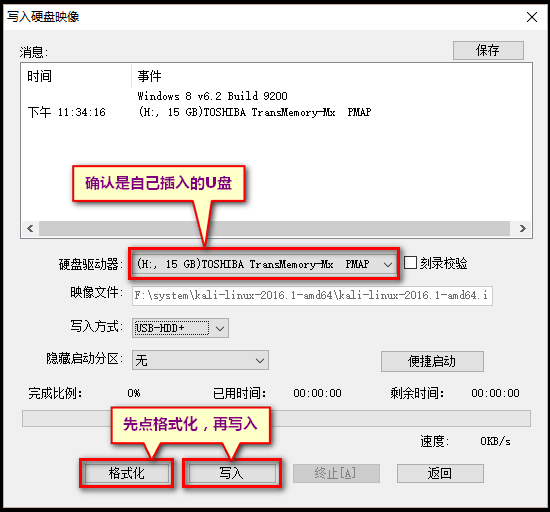 写入硬盘映像
消息:
保存
时间 事件
Windows 8 v6.2 Build 9200
下午 11:34:16 (H:, 15 GB)TOSHIBA TransMemory-Mx PMAP
确认是自己插入的U盘
硬盘驱动器: (H:, 15 GB)TOSHIBA TransMemory-Mx PMAP 刻录校验
映像文件: F:\system\kali-linux-2016.1-amd64\kali-linux-2016.1-amd64.i
写入方式: USB-HDD+
隐藏启动分区: 无 便捷启动
完成比例: 0% 已用时间: 00:00:00 剩余时间: 00:00:00
先点格式化，再写入
速度: 0KB/s
格式化 写入 终止[A] 返回